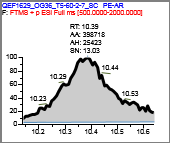 QEF1629_OG36_T5-60-2-7_SC PE-AR
F: FTMS + p ESI Full ms [500.0000-2000.0000]
RT: 10.39
AA: 398718
AH: 25423
SN: 13.03
100
10.44
80
10.29
60
10.53
40
10.23
20
0
10.2 10.3 10.4 10.5 10.6